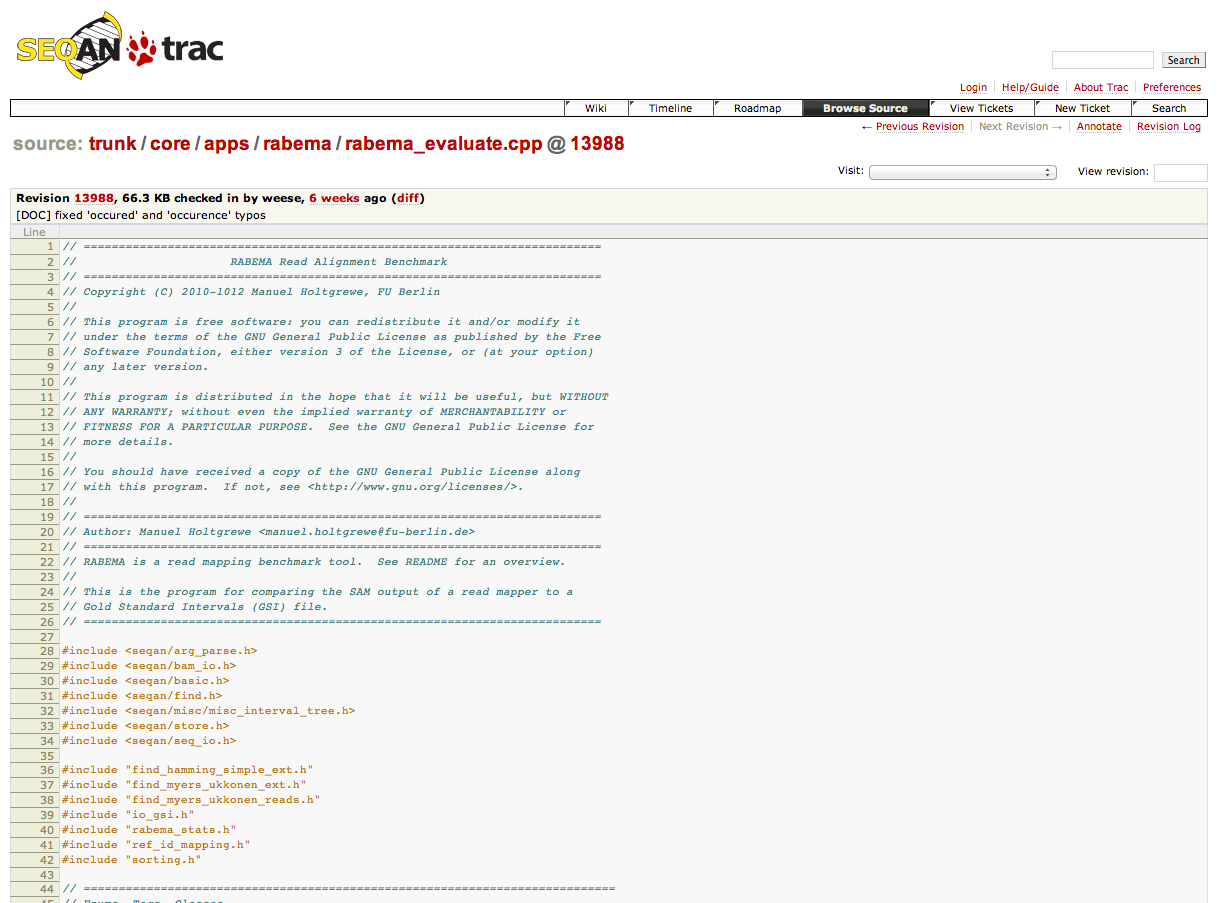 SEQAN trac
Search
Login Help/Guide About Trac Preferences
Wiki Timeline Roadmap Browse Source View Tickets New Ticket Search
← Previous Revision Next Revision → Annotate Revision Log
source: trunk / core / apps / rabema / rabema_evaluate.cpp @ 13988
Visit: View revision:
Revision 13988, 66.3 KB checked in by weese, 6 weeks ago (diff)
[DOC] fixed 'occured' and 'occurence' typos
Line
1 // ==========================================================================
2 //                      RABEMA Read Alignment Benchmark
3 // ==========================================================================
4 // Copyright (C) 2010-1012 Manuel Holtgrewe, FU Berlin
5 //
6 // This program is free software: you can redistribute it and/or modify it
7 // under the terms of the GNU General Public License as published by the Free
8 // Software Foundation, either version 3 of the License, or (at your option)
9 // any later version.
10 //
11 // This program is distributed in the hope that it will be useful, but WITHOUT
12 // ANY WARRANTY; without even the implied warranty of MERCHANTABILITY or
13 // FITNESS FOR A PARTICULAR PURPOSE.  See the GNU General Public License for
14 // more details.
15 //
16 // You should have received a copy of the GNU General Public License along
17 // with this program.  If not, see <http://www.gnu.org/licenses/>.
18 //
19 // ==========================================================================
20 // Author: Manuel Holtgrewe <manuel.holtgrewe@fu-berlin.de>
21 // ==========================================================================
22 // RABEMA is a read mapping benchmark tool.  See README for an overview.
23 //
24 // This is the program for comparing the SAM output of a read mapper to a
25 // Gold Standard Intervals (GSI) file.
26 // ==========================================================================
27
28 #include <seqan/arg_parse.h>
29 #include <seqan/bam_io.h>
30 #include <seqan/basic.h>
31 #include <seqan/find.h>
32 #include <seqan/misc/misc_interval_tree.h>
33 #include <seqan/store.h>
34 #include <seqan/seq_io.h>
35
36 #include "find_hamming_simple_ext.h"
37 #include "find_myers_ukkonen_ext.h"
38 #include "find_myers_ukkonen_reads.h"
39 #include "io_gsi.h"
40 #include "rabema_stats.h"
41 #include "ref_id_mapping.h"
42 #include "sorting.h"
43
44 // ============================================================================